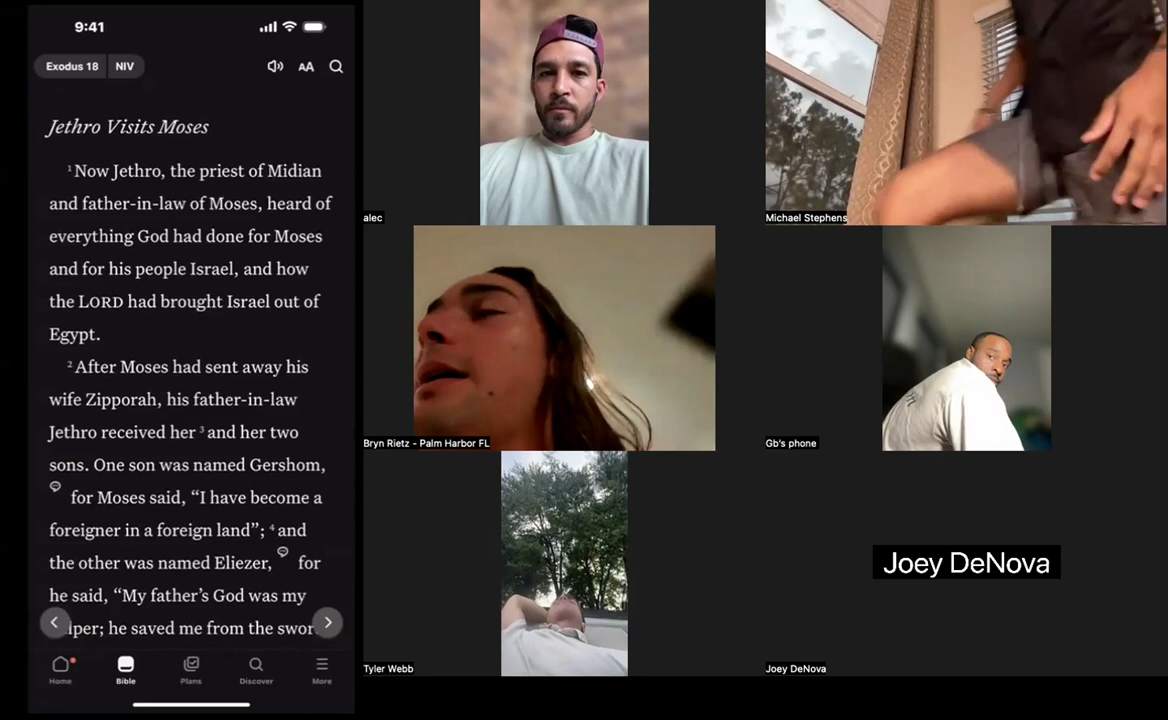 9:41
Exodus 18 NIV AA
Jethro Visits Moses
1 Now Jethro, the priest of Midian
and father-in-law of Moses, heard of
everything God had done for Moses
and for his people Israel, and how
the LORD had brought Israel out of
Egypt.
2 After Moses had sent away his
wife Zipporah, his father-in-law
Jethro received her 3 and her two
sons. One son was named Gershom,
for Moses said, “I have become a
foreigner in a foreign land”; 4 and
the other was named Eliezer, for
he said, “My father’s God was my
lper; he saved me from the swor
Home Bible Plans Discover More
alec
Michael Stephens
Bryn Rietz - Palm Harbor FL
Gb's phone
Tyler Webb
Joey DeNova
Joey DeNova